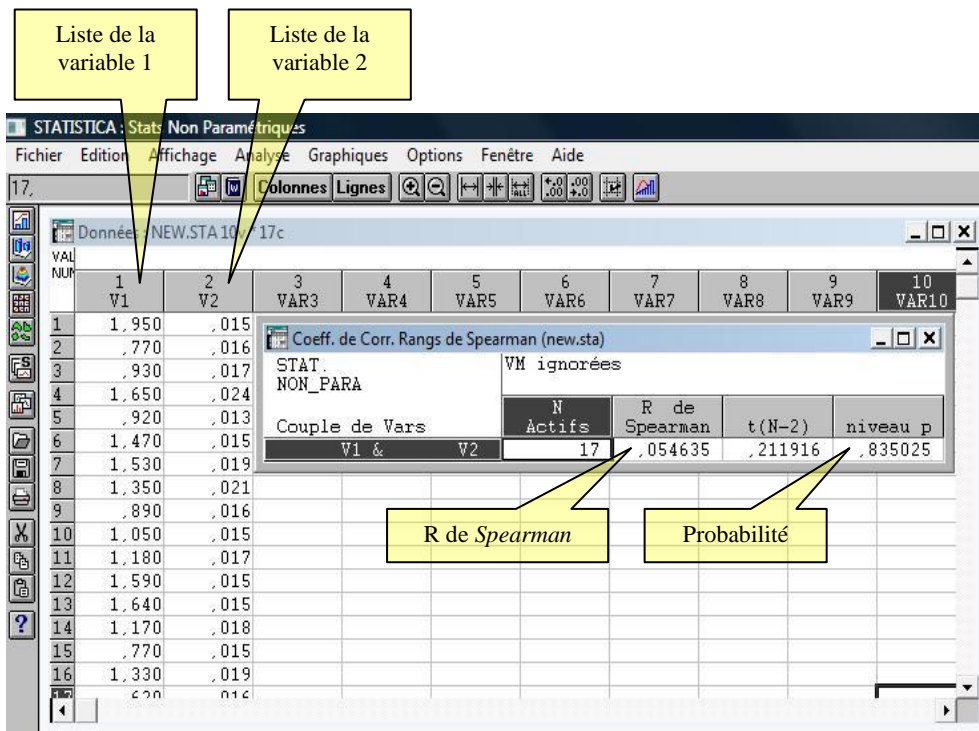 Liste de la
variable 1
Liste de la
variable 2
STATISTICA : Stats Non Paramétriques
Fichier Edition Affichage Analyse Graphiques Options Fenêtre Aide
17,
Colonnes Lignes
Données : NEW.STA 10v * 17c
VAL
NUM
1 2 3 4 5 6 7 8 9 10
V1 V2 VAR3 VAR4 VAR5 VAR6 VAR7 VAR8 VAR9 VAR10
1 1,950 ,015
2 ,770 ,016
3 ,930 ,017
4 1,650 ,024
5 ,920 ,013
6 1,470 ,015
7 1,530 ,019
8 1,350 ,021
9 ,890 ,016
10 1,050 ,015
11 1,180 ,017
12 1,590 ,015
13 1,640 ,015
14 1,170 ,018
15 ,770 ,015
16 1,330 ,019
17 ,620 ,016
Coeff. de Corr. Rangs de Spearman (new.sta)
STAT. VM ignorées
NON_PARA
N R de
Couple de Vars Actifs Spearman t(N-2) niveau p
V1 & V2 17 ,054635 ,211916 ,835025
R de Spearman
Probabilité